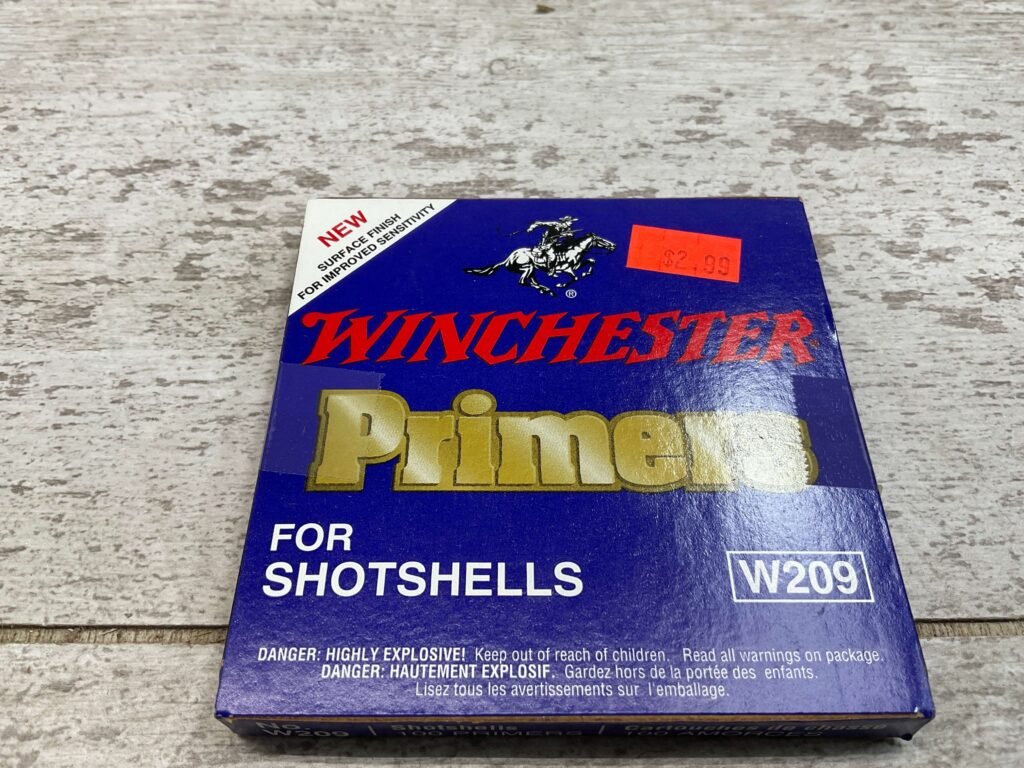 NEW
SURFACE FINISH
FOR IMPROVED SENSITIVITY
$2.99
®
WINCHESTER
Primers
FOR
SHOTSHELLS
W209
DANGER: HIGHLY EXPLOSIVE! Keep out of reach of children. Read all warnings on package.
DANGER: HAUTEMENT EXPLOSIF. Gardez hors de la portée des enfants.
Lisez tous les avertissements sur l'emballage.
W209
Shotshells
PRIMERS